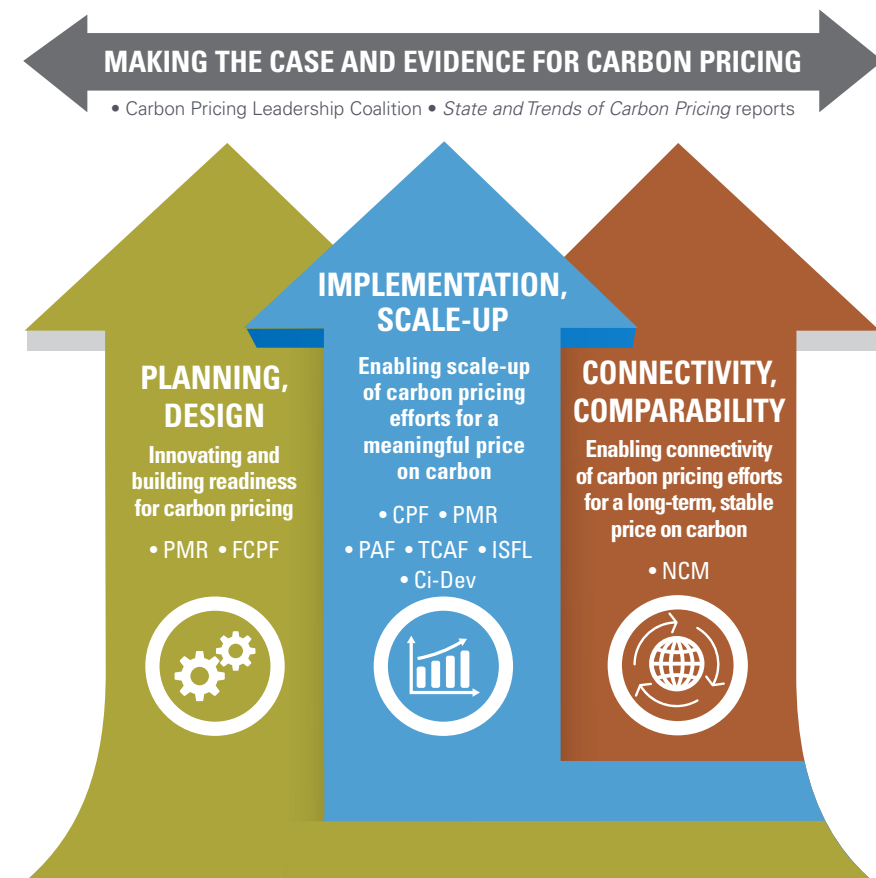 MAKING THE CASE AND EVIDENCE FOR CARBON PRICING
• Carbon Pricing Leadership Coalition • State and Trends of Carbon Pricing reports
PLANNING,
DESIGN
Innovating and
building readiness
for carbon pricing
• PMR • FCPF
IMPLEMENTATION,
SCALE-UP
Enabling scale-up
of carbon pricing
efforts for a
meaningful price
on carbon
• CPF • PMR
• PAF • TCAF • ISFL
• Ci-Dev
CONNECTIVITY,
COMPARABILITY
Enabling connectivity
of carbon pricing efforts
for a long-term, stable
price on carbon
• NCM